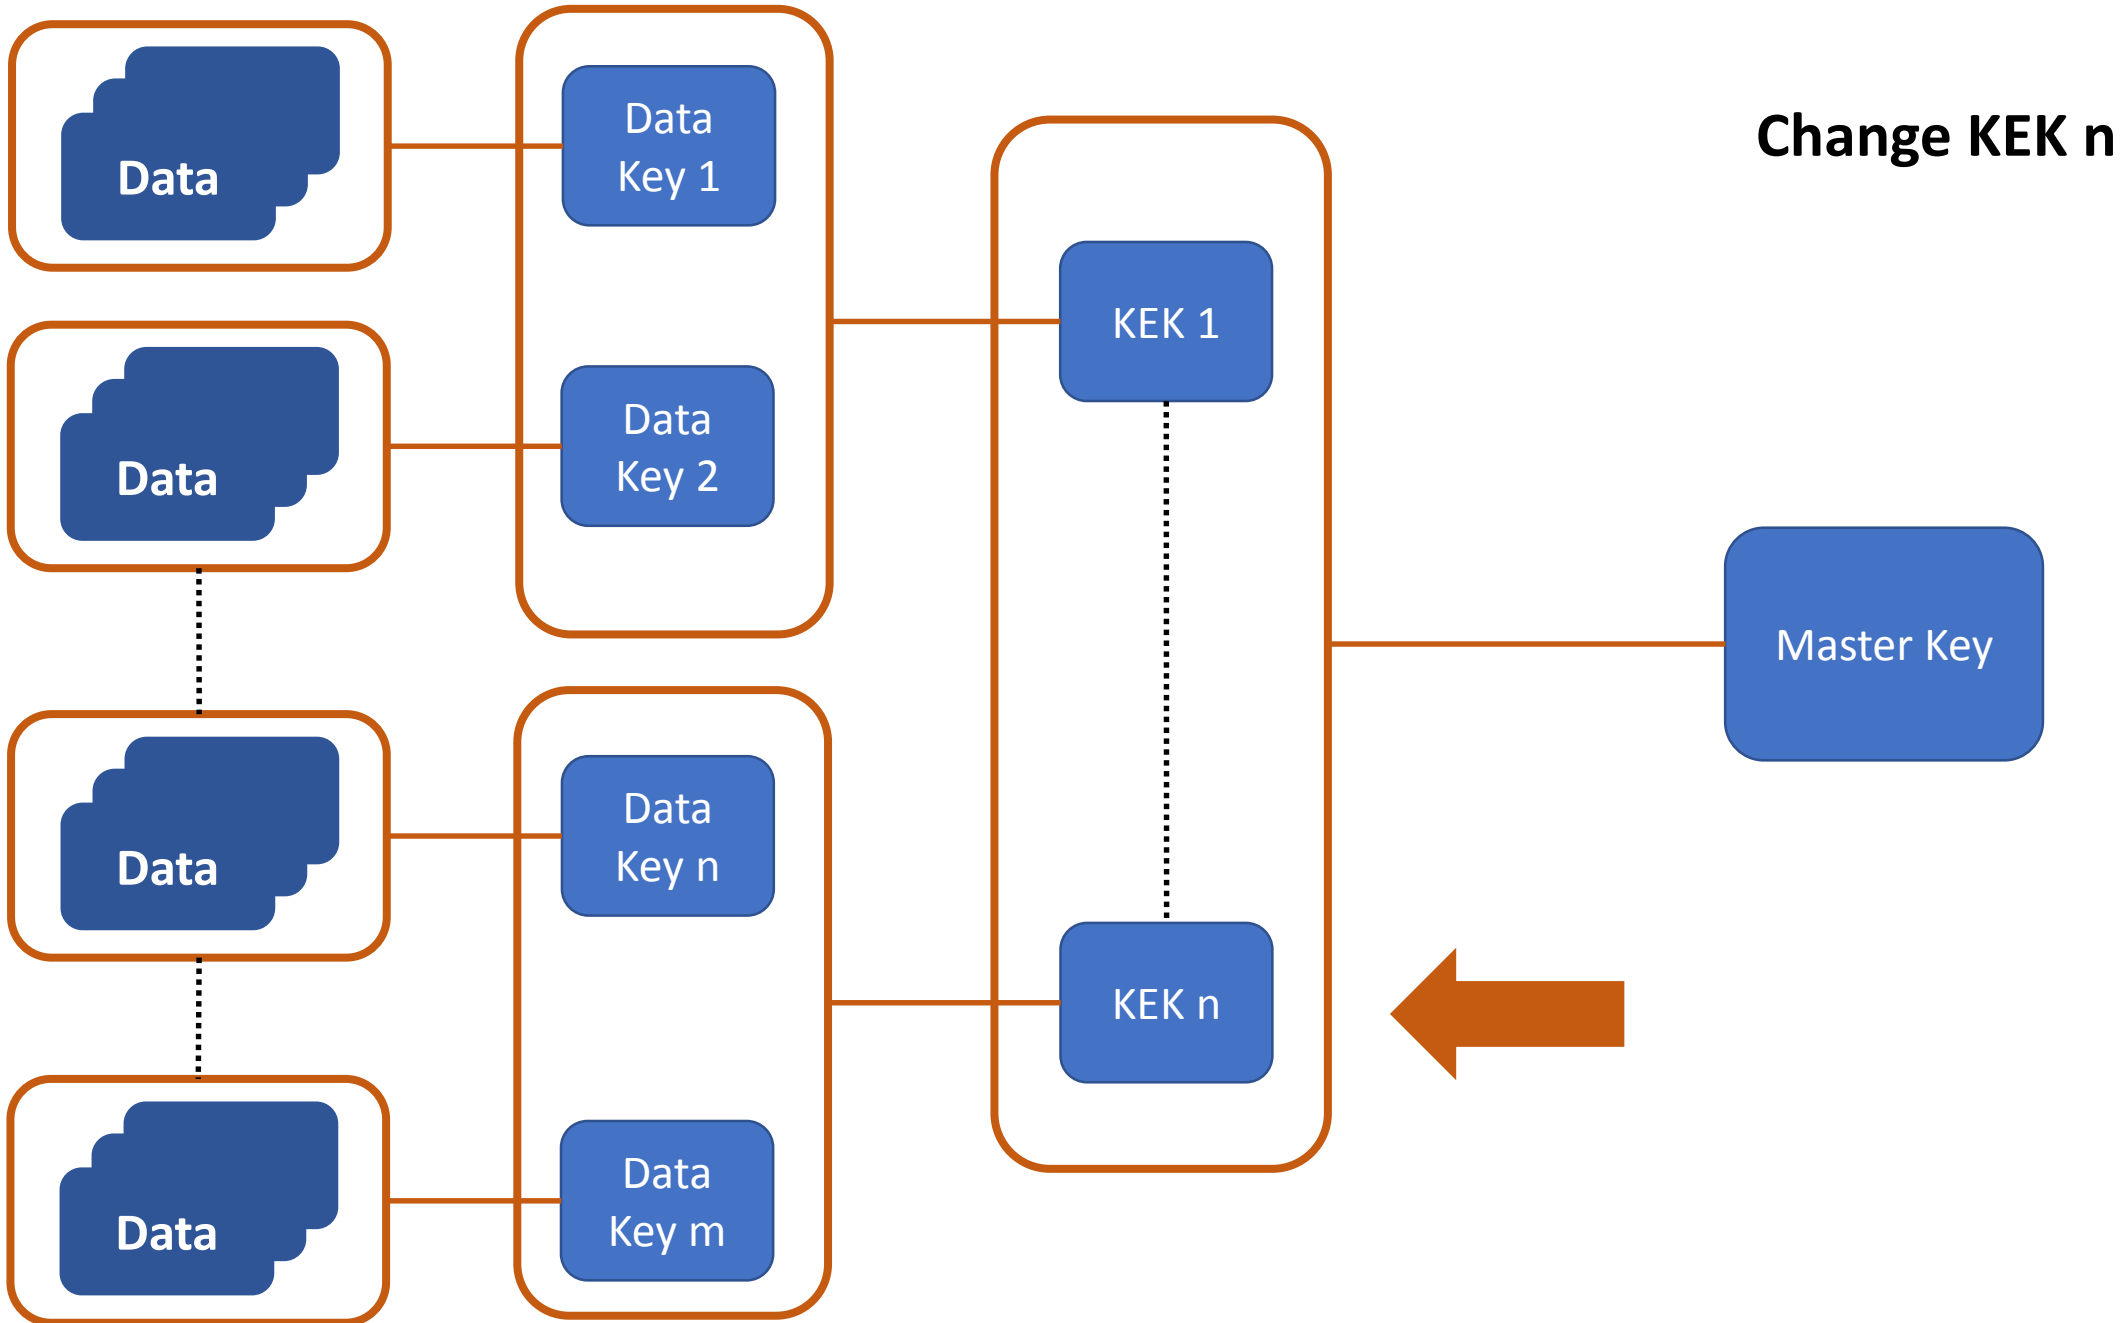 Change KEK n
Data
Data
Key 1
KEK 1
Data
Data
Key 2
Master Key
Data
Data
Key n
KEK n
Data
Data
Key m